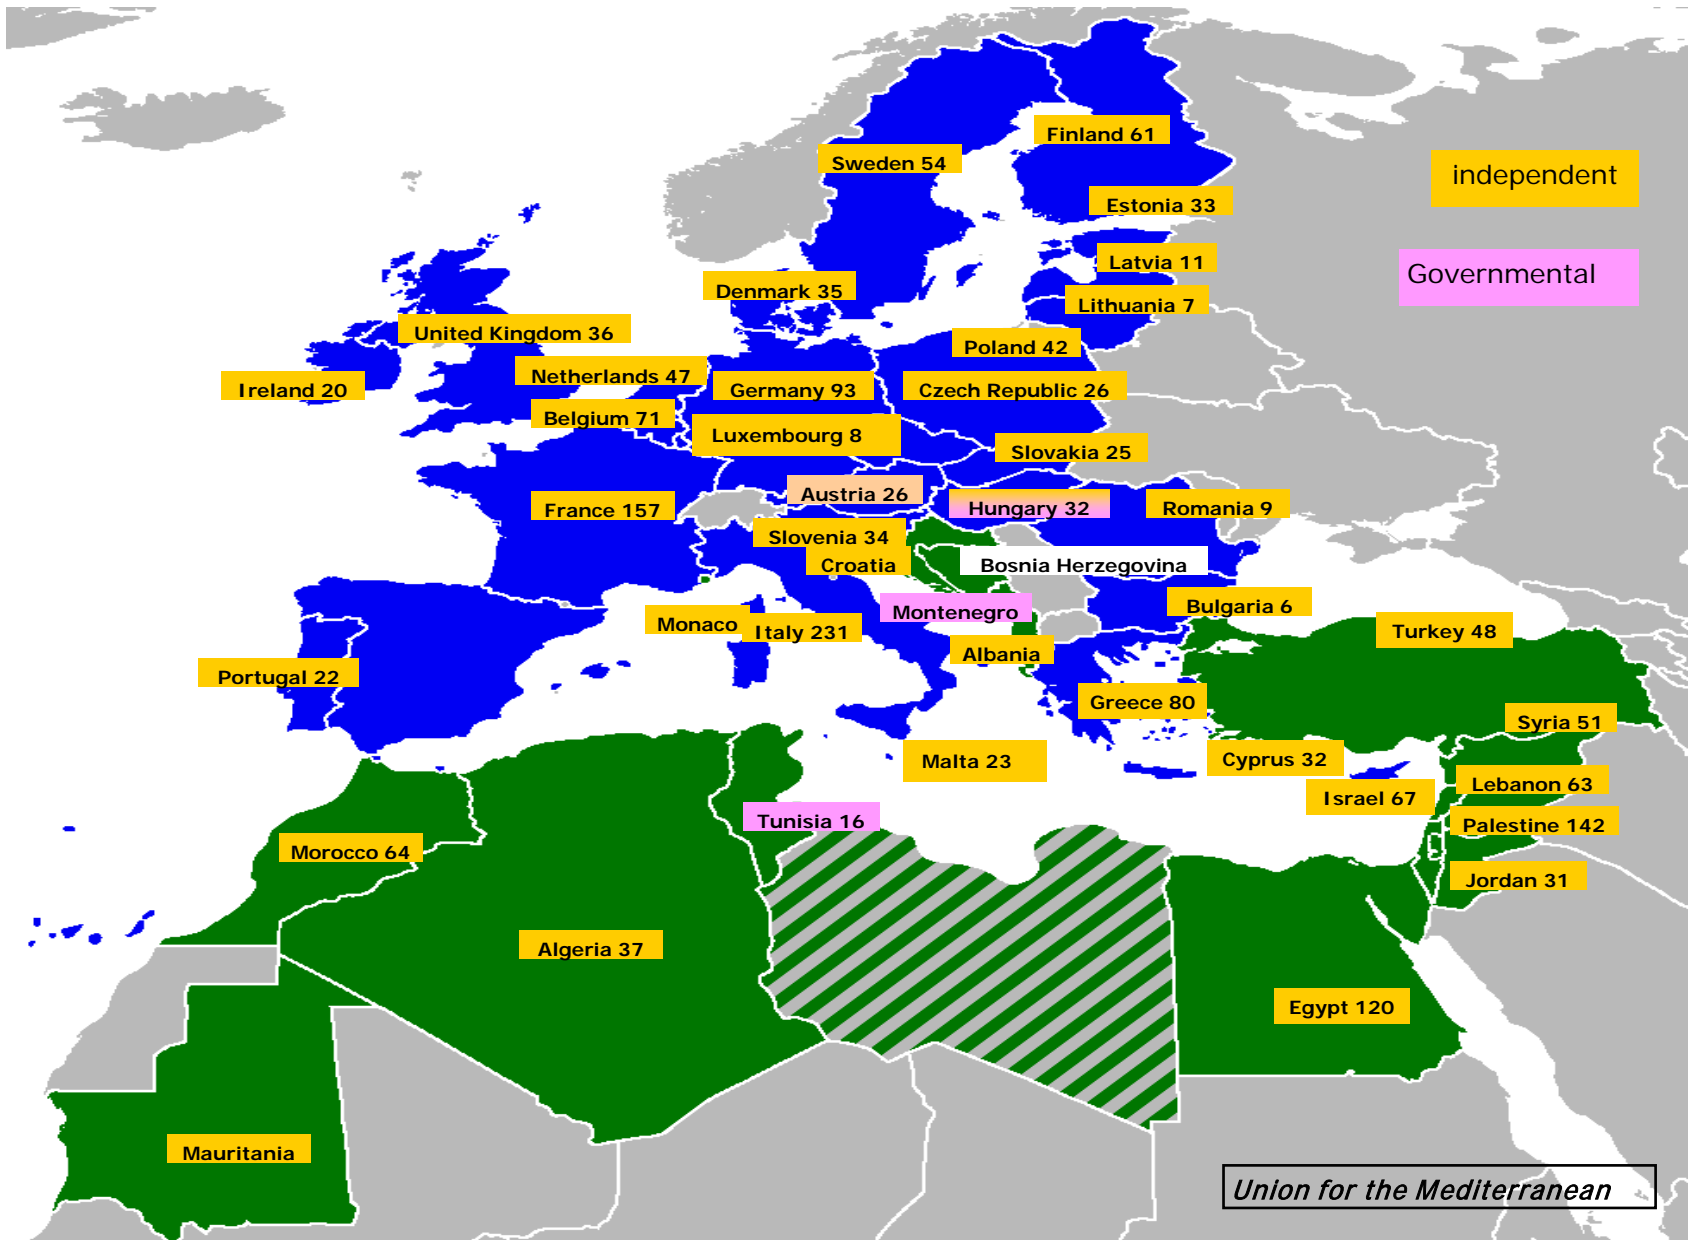 Finland 61
Sweden 54
independent
Estonia 33
Latvia 11
Governmental
Denmark 35
Lithuania 7
United Kingdom 36
Poland 42
Ireland 20
Netherlands 47
Germany 93
Czech Republic 26
Belgium 71
Luxembourg 8
Slovakia 25
Austria 26
France 157
Hungary 32
Romania 9
Slovenia 34
Croatia
Bosnia Herzegovina
Montenegro
Bulgaria 6
Monaco
Italy 231
Turkey 48
Albania
Portugal 22
Greece 80
Syria 51
Malta 23
Cyprus 32
Israel 67
Lebanon 63
Tunisia 16
Palestine 142
Morocco 64
Jordan 31
Algeria 37
Egypt 120
Mauritania
Union for the Mediterranean